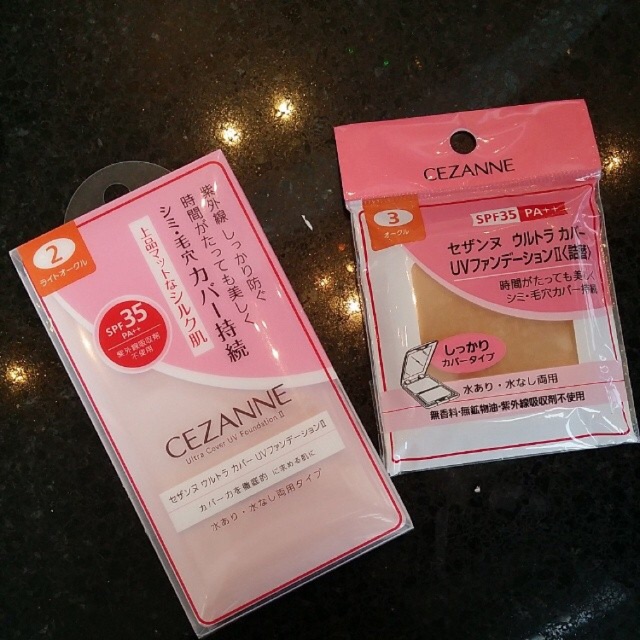 2
ライトオークル
紫外線 しっかり防ぐ
時間がたっても美しく
シミ・毛穴 カバー持続
上品マットなシルク肌
SPF35
PA++
紫外線吸収剤
不使用
CEZANNE
Ultra Cover UV Foundation II
セザンヌ ウルトラ カバー UVファンデーションII
カバー力を徹底的 に求める肌に
水あり・水なし両用タイプ
CEZANNE
3
オークル
SPF35 PA++
セザンヌ ウルトラ カバー
UVファンデーションII〈詰替〉
時間がたっても美しく
シミ・毛穴カバー持続
しっかり
カバータイプ
水あり・水なし両用
無香料・無鉱物油・紫外線吸収剤不使用